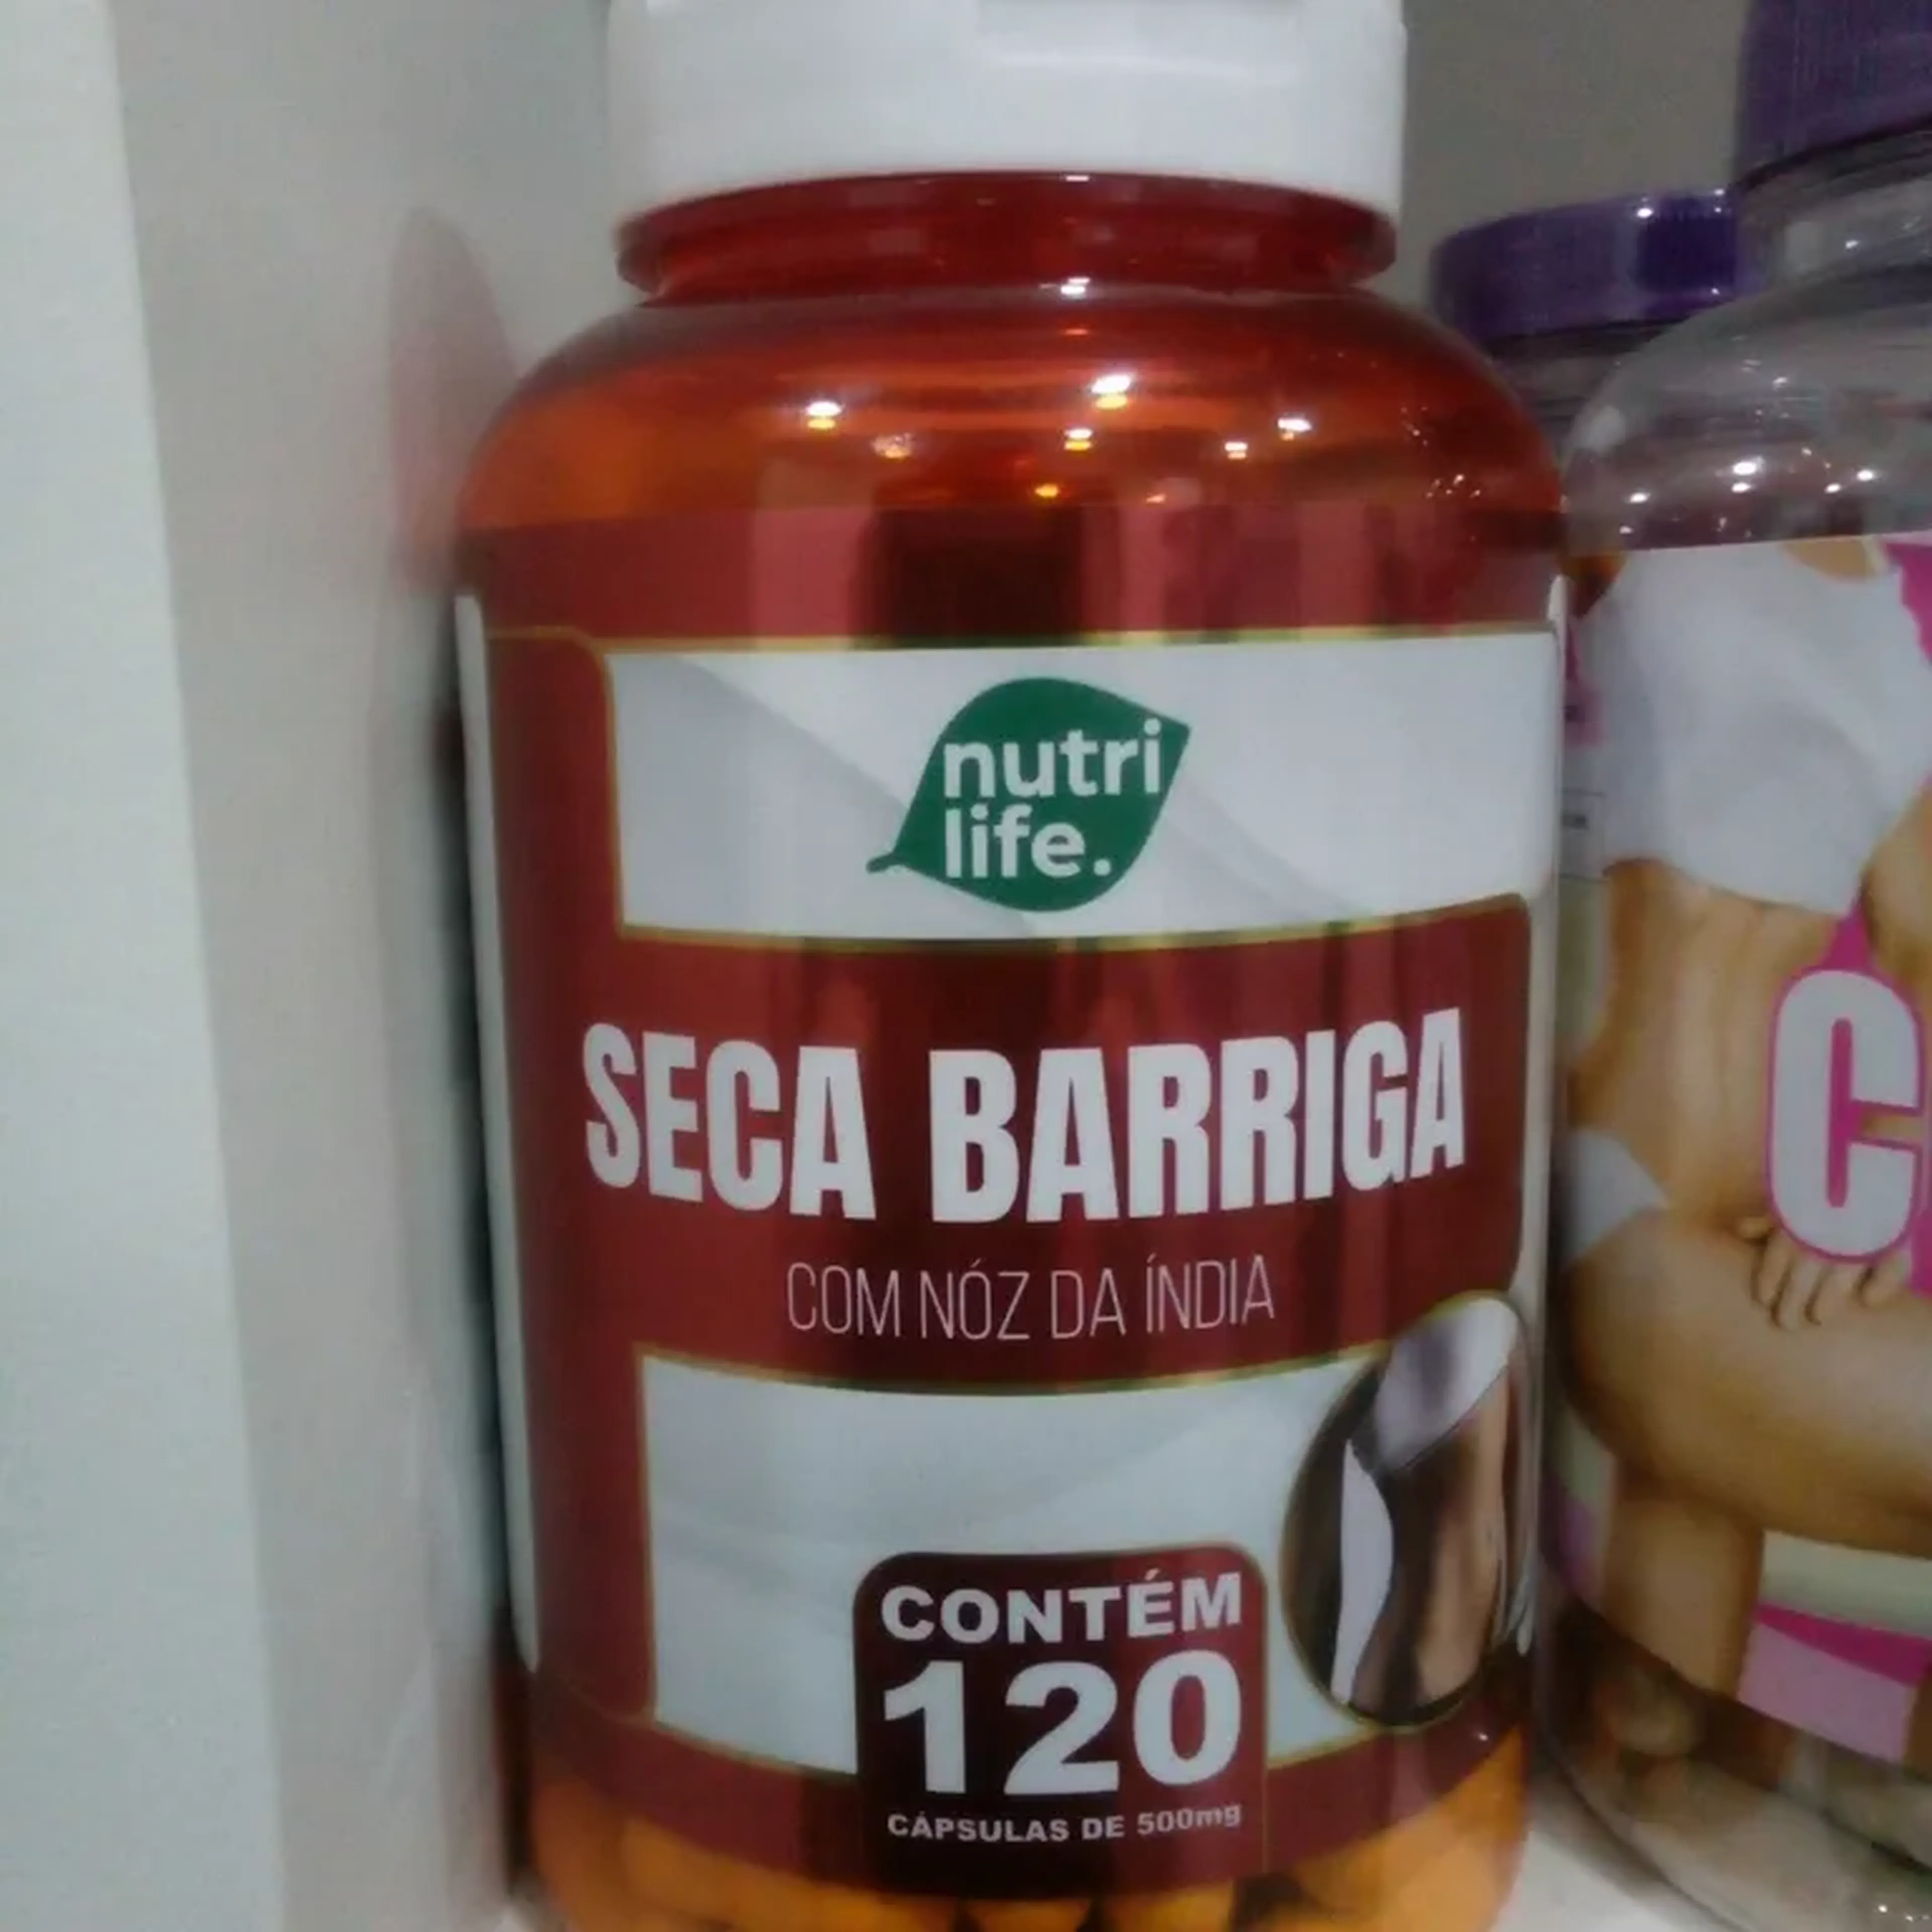 nutri
life.
SECA BARRIGA
COM NÓZ DA ÍNDIA
CONTÉM
120
CÁPSULAS DE 500mg
C